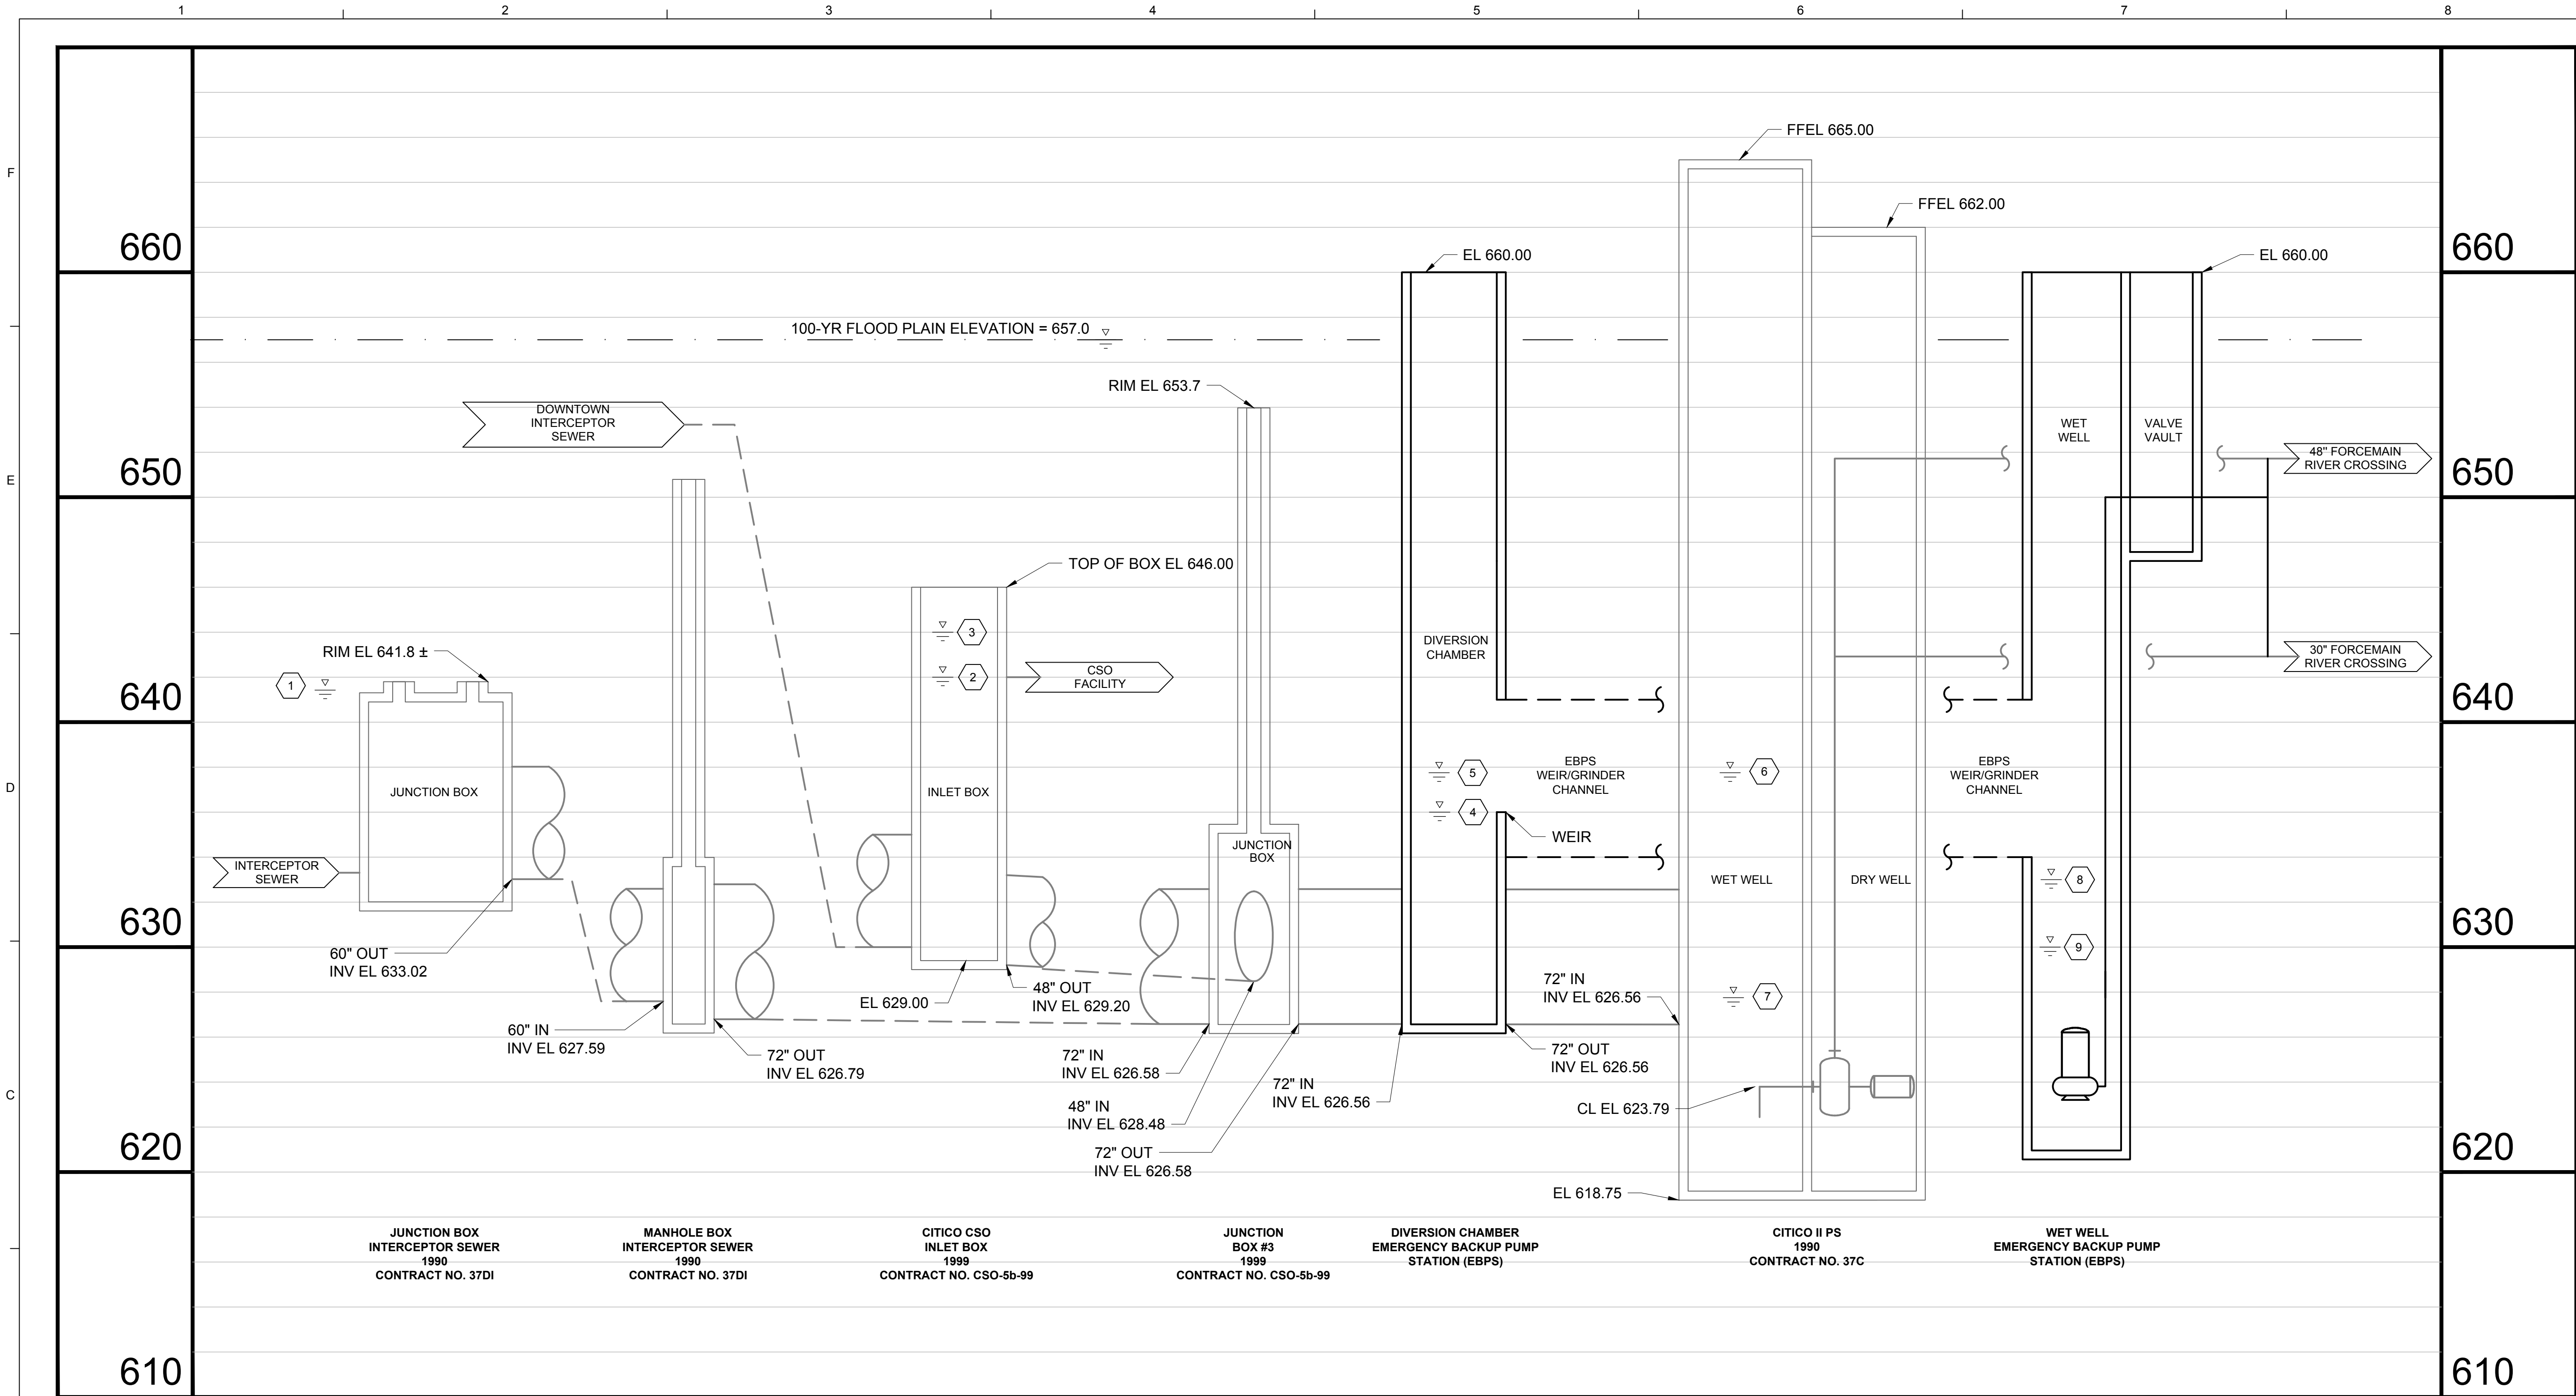 1 2 3 4 5 6 7 8
F
E
D
C
660
650
640
630
620
610
660
650
640
630
620
610
FFEL 665.00
FFEL 662.00
EL 660.00
EL 660.00
100-YR FLOOD PLAIN ELEVATION = 657.0
RIM EL 653.7
DOWNTOWN
INTERCEPTOR
SEWER
WET
WELL
VALVE
VAULT
48" FORCEMAIN
RIVER CROSSING
TOP OF BOX EL 646.00
3
2
CSO
FACILITY
DIVERSION
CHAMBER
30" FORCEMAIN
RIVER CROSSING
RIM EL 641.8 ±
1
JUNCTION BOX
INLET BOX
5
4
EBPS
WEIR/GRINDER
CHANNEL
6
EBPS
WEIR/GRINDER
CHANNEL
WEIR
JUNCTION
BOX
INTERCEPTOR
SEWER
WET WELL
DRY WELL
8
9
60" OUT
INV EL 633.02
EL 629.00
48" OUT
INV EL 629.20
72" IN
INV EL 626.56
7
60" IN
INV EL 627.59
72" OUT
INV EL 626.79
72" IN
INV EL 626.58
72" IN
INV EL 626.56
72" OUT
INV EL 626.56
48" IN
INV EL 628.48
CL EL 623.79
72" OUT
INV EL 626.58
EL 618.75
JUNCTION BOX
INTERCEPTOR SEWER
1990
CONTRACT NO. 37DI
MANHOLE BOX
INTERCEPTOR SEWER
1990
CONTRACT NO. 37DI
CITICO CSO
INLET BOX
1999
CONTRACT NO. CSO-5b-99
JUNCTION
BOX #3
1999
CONTRACT NO. CSO-5b-99
DIVERSION CHAMBER
EMERGENCY BACKUP PUMP
STATION (EBPS)
CITICO II PS
1990
CONTRACT NO. 37C
WET WELL
EMERGENCY BACKUP PUMP
STATION (EBPS)